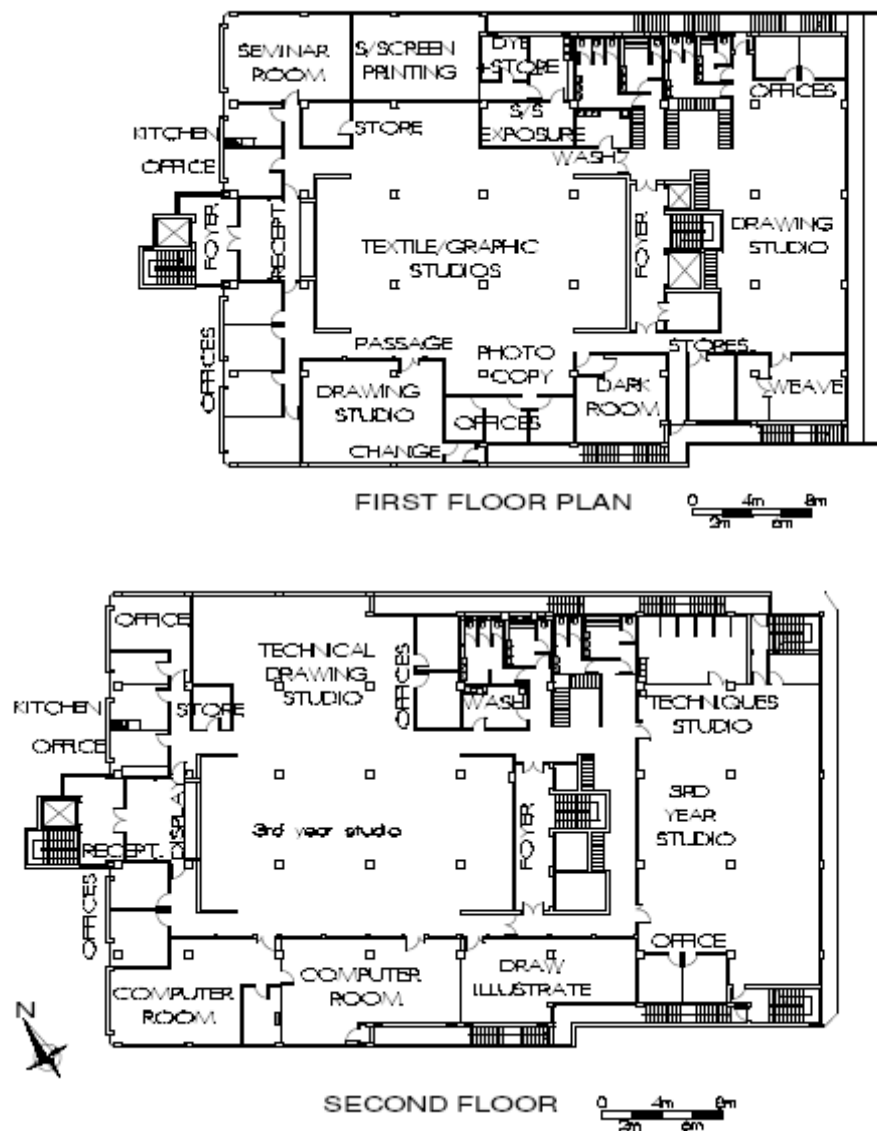 SEMINAR
ROOM
S/SCREEN
PRINTING
DYE
STORE
OFFICES
KITCHEN
STORE
S/S
EXPOSURE
OFFICE
WASH
FOYER
RECEPT
TEXTILE/GRAPHIC
STUDIOS
FOYER
DRAWING
STUDIO
PASSAGE
PHOTO
COPY
STORES
OFFICES
DRAWING
STUDIO
DARK
ROOM
WEAVE
OFFICES
CHANGE
FIRST FLOOR PLAN
0 4m 8m
2m 6m
OFFICE
TECHNICAL
DRAWING
STUDIO
OFFICES
KITCHEN
STORE
WASH
TECHNIQUES
STUDIO
OFFICE
DISPLAY
3rd year studio
FOYER
3RD
YEAR
STUDIO
RECEPT.
OFFICES
OFFICE
COMPUTER
ROOM
COMPUTER
ROOM
DRAW
ILLUSTRATE
N
SECOND FLOOR
0 4m 8m
2m 6m